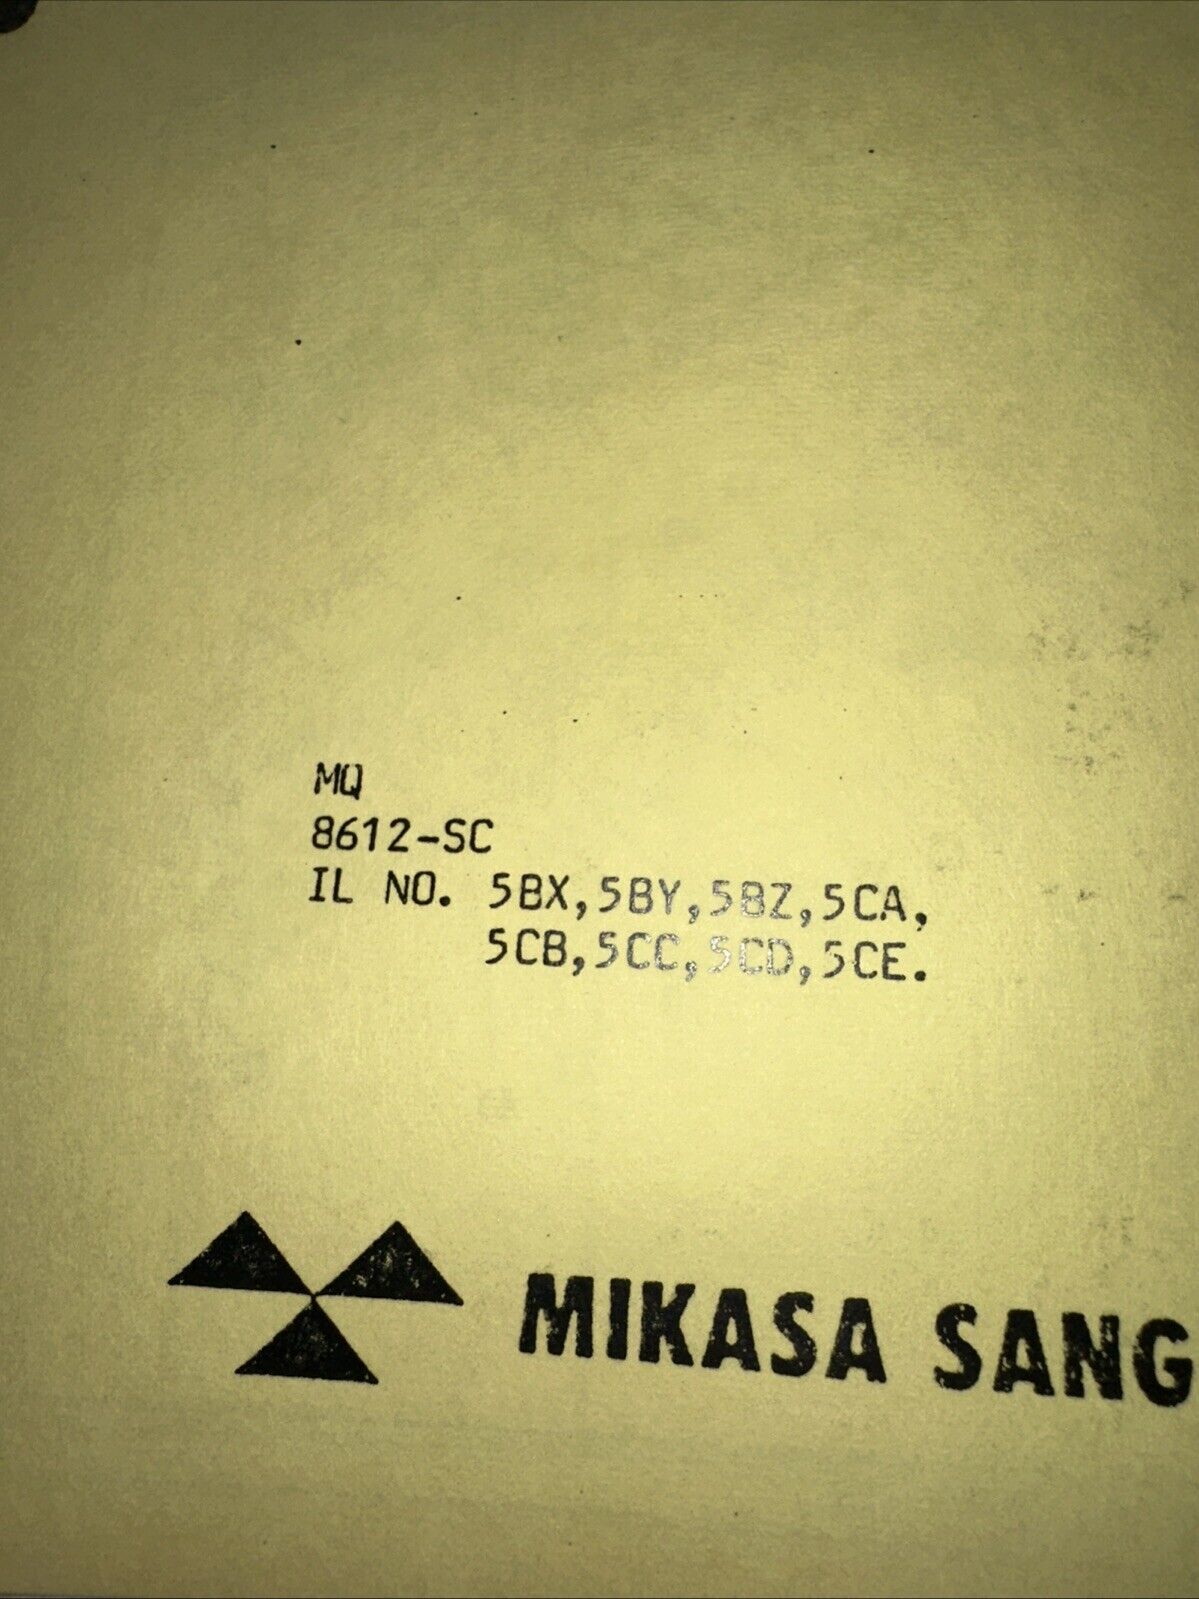 MQ
8612-SC
IL NO. 5BX,5BY,5BZ,5CA,
5CB,5CC,5CD,5CE.
MIKASA SANG